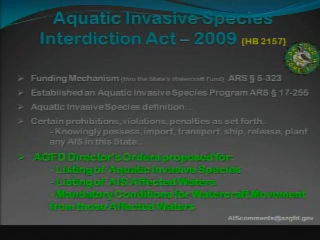 Aquatic Invasive Species
Interdiction Act – 2009 (HB 2157)
Funding Mechanism (thru the State's Watercraft Fund) ARS § 5-323
Established an Aquatic Invasive Species Program ARS § 17-255
Aquatic Invasive Species definition...
Certain prohibitions, violations, penalties as set forth.
- Knowingly possess, import, transport, ship, release, plant
any AIS in this State..
AGFD Director's Orders proposed for:
- Listing of Aquatic Invasive Species
- Listing of AIS Affected Waters
- Mandatory Conditions for Watercraft Movement
from those Affected Waters
AIScomments@azgfd.gov